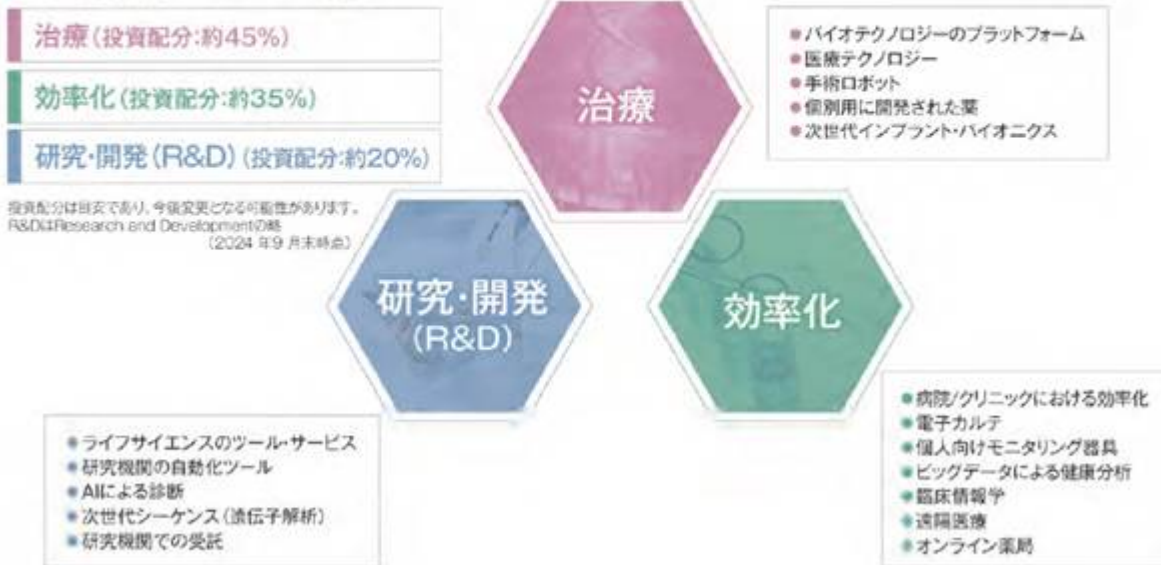 治療(投資配分:約45%)
効率化(投資配分:約35%)
研究・開発(R&D)(投資配分:約20%)
投資配分は目安であり、今後変更となる可能性があります。
R&DはResearch and Developmentの略
(2024年9月末時点)
治療
バイオテクノロジーのプラットフォーム
医療テクノロジー
手術ロボット
個別用に開発された薬
次世代インプラント・バイオニクス
研究・開発
(R&D)
効率化
ライフサイエンスのツール・サービス
研究機関の自動化ツール
AIによる診断
次世代シーケンス(遺伝子解析)
研究機関での受託
病院/クリニックにおける効率化
電子カルテ
個人向けモニタリング器具
ビッグデータによる健康分析
臨床情報学
遠隔医療
オンライン薬局